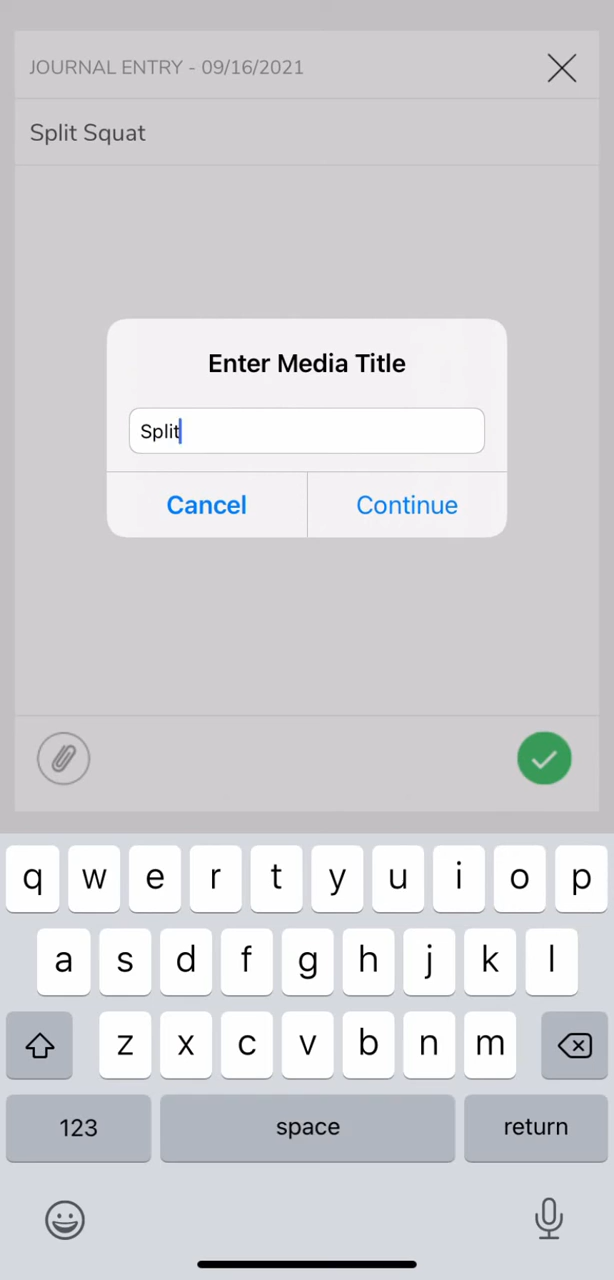 JOURNAL ENTRY - 09/16/2021
Split Squat
Enter Media Title
Split
Cancel Continue
q w e r t y u i o p
a s d f g h j k l
z x c v b n m
123 space return